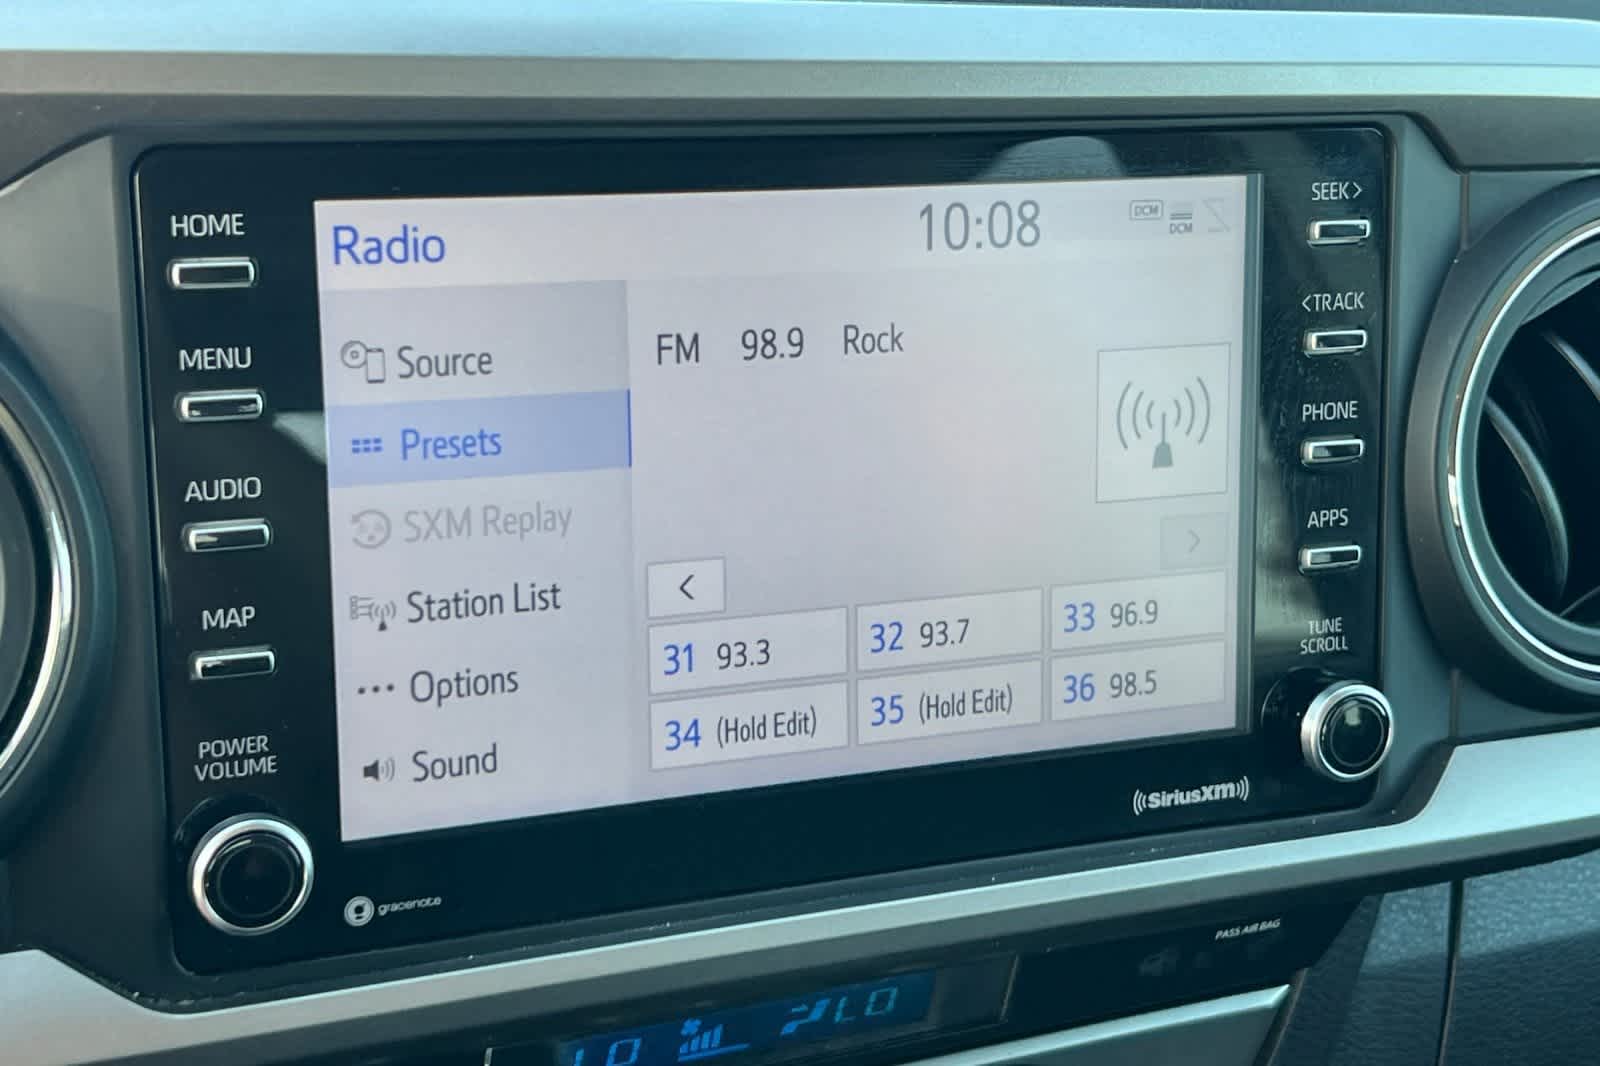 HOME
MENU
AUDIO
MAP
POWER
VOLUME
Radio
10:08
DCM
DCM
Source
Presets
SXM Replay
Station List
Options
Sound
FM 98.9 Rock
<
>
31 93.3
32 93.7
33 96.9
34 (Hold Edit)
35 (Hold Edit)
36 98.5
SEEK>
<TRACK
PHONE
APPS
TUNE
SCROLL
gracenote
SiriusXM
PASS AIR BAG
LO
LO